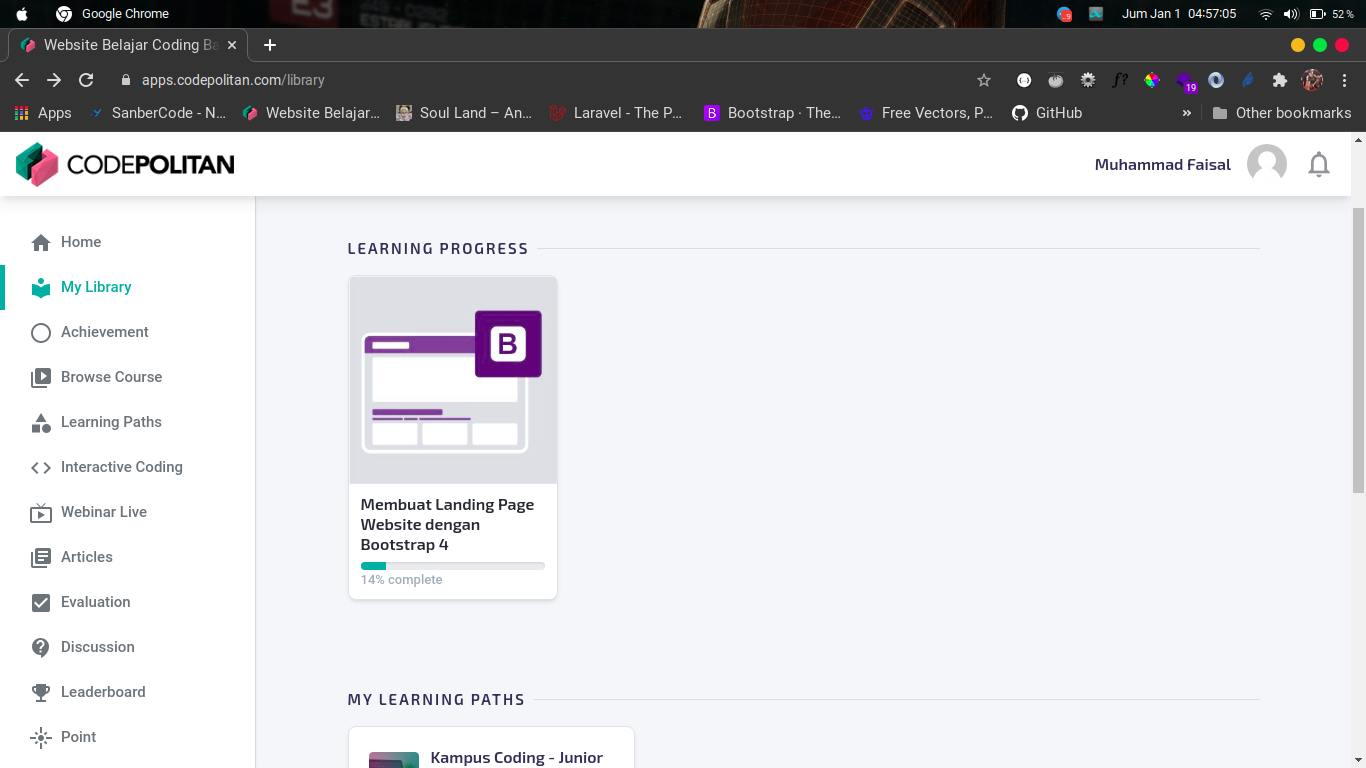 E3
Google Chrome
9
Jum Jan 1 04:57:05
52 %
Website Belajar Coding Ba
apps.codepolitan.com/library
f?
19
Apps
SanberCode - N...
Website Belajar...
Soul Land – An...
Laravel - The P...
B
Bootstrap · The...
Free Vectors, P...
GitHub
»
Other bookmarks
CODEPOLITAN
Muhammad Faisal
Home
My Library
Achievement
Browse Course
Learning Paths
Interactive Coding
Webinar Live
Articles
Evaluation
Discussion
Leaderboard
Point
LEARNING PROGRESS
B
Membuat Landing Page
Website dengan
Bootstrap 4
14% complete
MY LEARNING PATHS
Kampus Coding - Junior